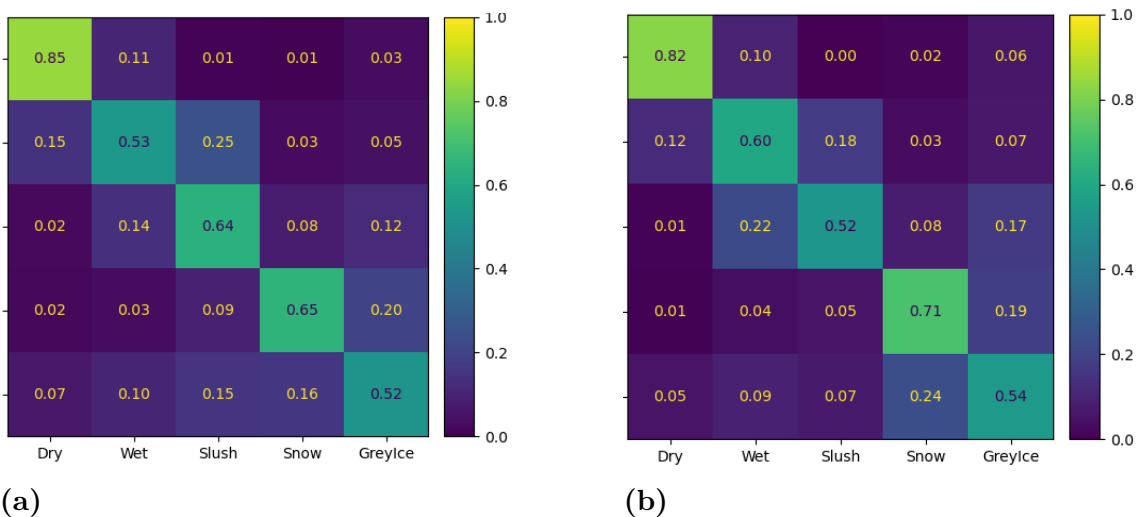 1.0
0.85 0.11 0.01 0.01 0.03
0.8
0.15 0.53 0.25 0.03 0.05
0.6
0.02 0.14 0.64 0.08 0.12
0.4
0.02 0.03 0.09 0.65 0.20
0.2
0.07 0.10 0.15 0.16 0.52
0.0
Dry Wet Slush Snow GreyIce
(a)
1.0
0.82 0.10 0.00 0.02 0.06
0.8
0.12 0.60 0.18 0.03 0.07
0.6
0.01 0.22 0.52 0.08 0.17
0.4
0.01 0.04 0.05 0.71 0.19
0.2
0.05 0.09 0.07 0.24 0.54
0.0
Dry Wet Slush Snow GreyIce
(b)